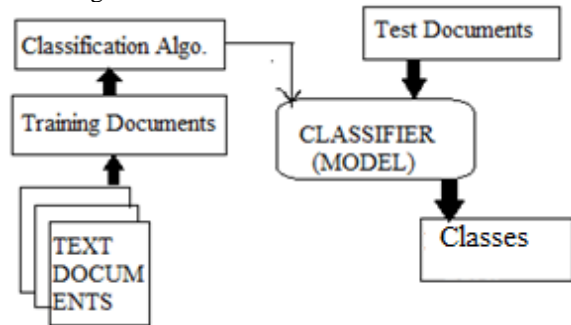 Classification Algo.
Test Documents
Training Documents
CLASSIFIER
(MODEL)
TEXT
DOCUM
ENTS
Classes